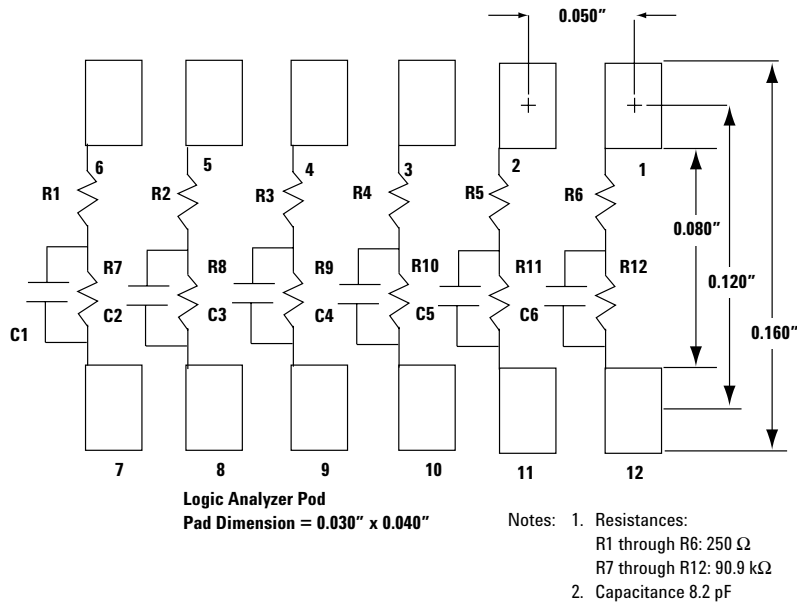 0.050″
6 5 4 3 2 1
R1 R2 R3 R4 R5 R6
0.080″
R7 R8 R9 R10 R11 R12
0.120″
C1 C2 C3 C4 C5 C6
0.160″
7 8 9 10 11 12
Logic Analyzer Pod
Pad Dimension = 0.030″ x 0.040″
Notes: 1. Resistances:
R1 through R6: 250 Ω
R7 through R12: 90.9 kΩ
2. Capacitance 8.2 pF